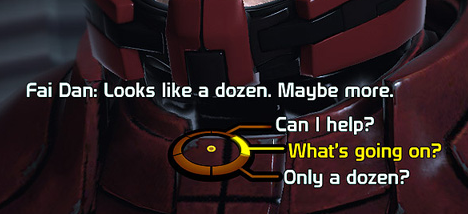 Fai Dan: Looks like a dozen. Maybe more.
Can I help?
What's going on?
Only a dozen?